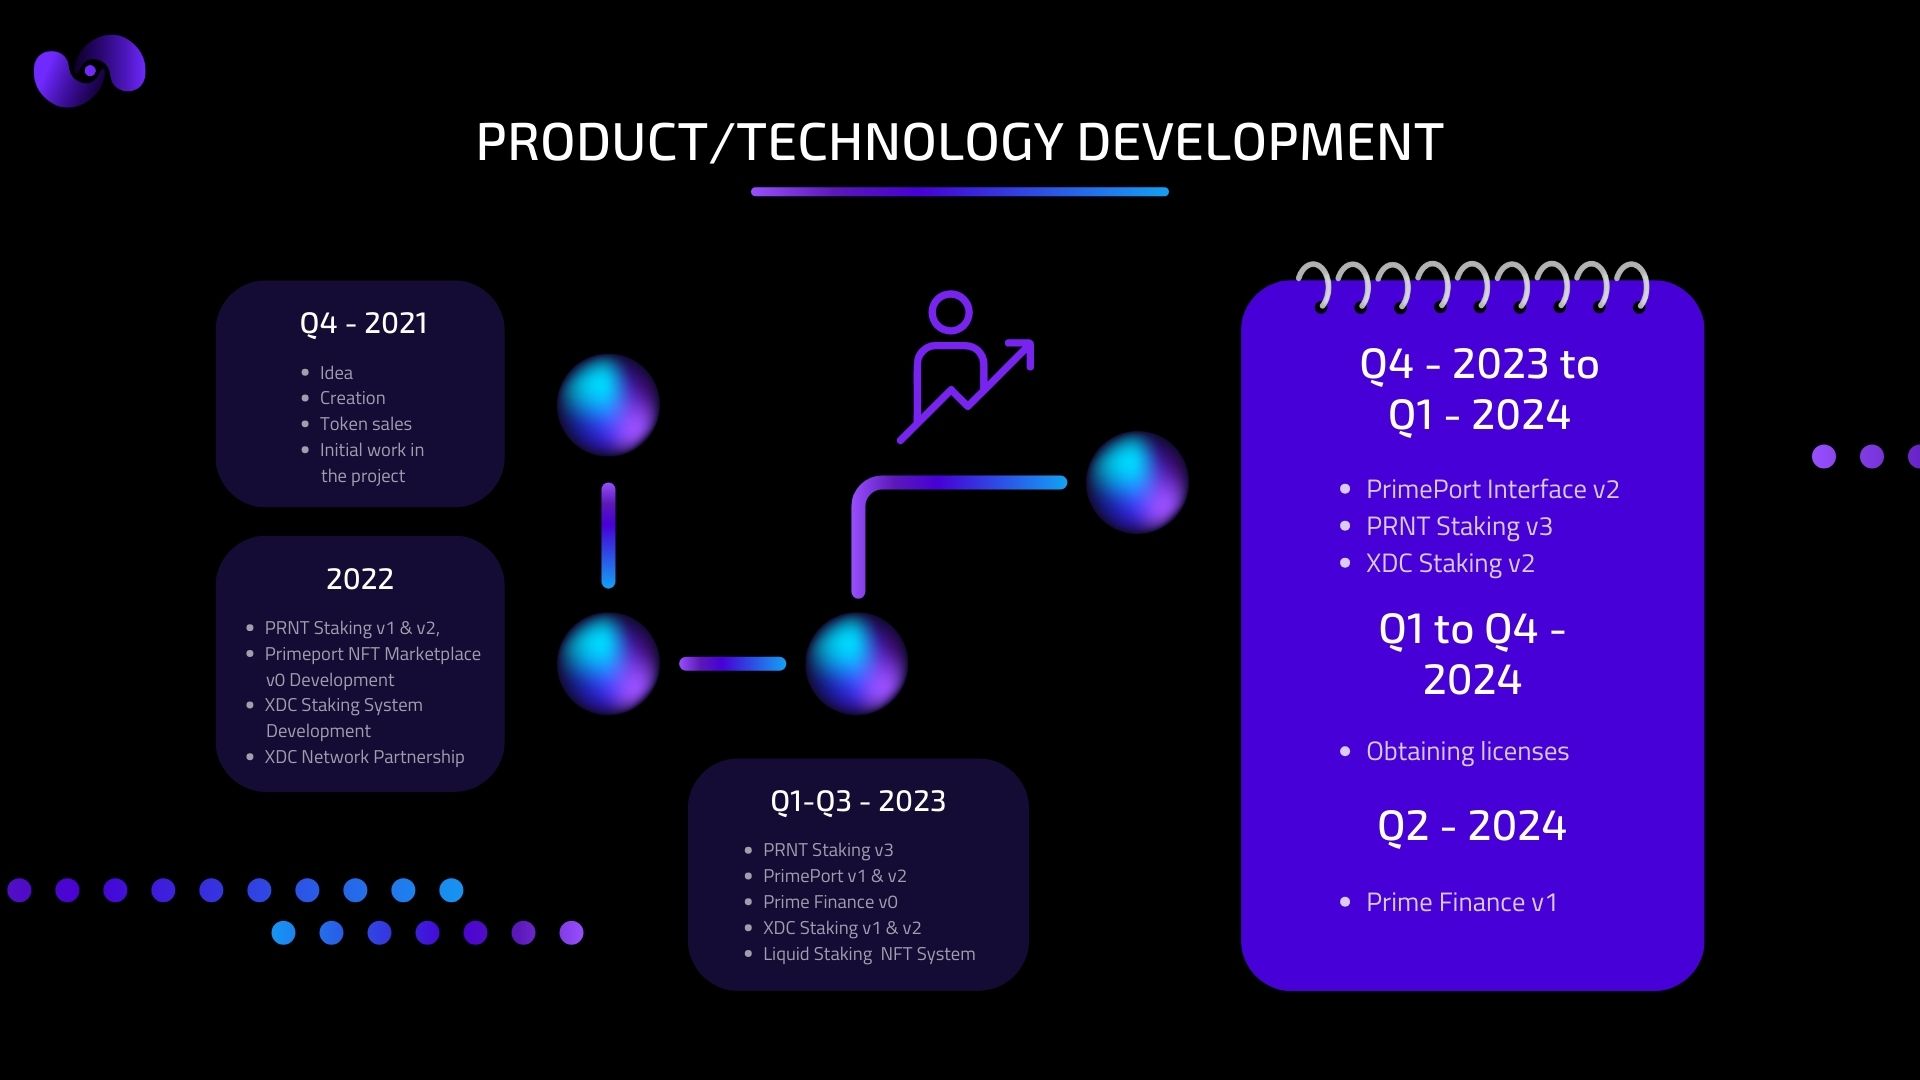 PRODUCT/TECHNOLOGY DEVELOPMENT
Q4 - 2021
Idea
Creation
Token sales
Initial work in
the project
2022
PRNT Staking v1 & v2,
Primeport NFT Marketplace
v0 Development
XDC Staking System
Development
XDC Network Partnership
Q1-Q3 - 2023
PRNT Staking v3
PrimePort v1 & v2
Prime Finance v0
XDC Staking v1 & v2
Liquid Staking  NFT System
Q4 - 2023 to
Q1 - 2024
PrimePort Interface v2
PRNT Staking v3
XDC Staking v2
Q1 to Q4 -
2024
Obtaining licenses
Q2 - 2024
Prime Finance v1